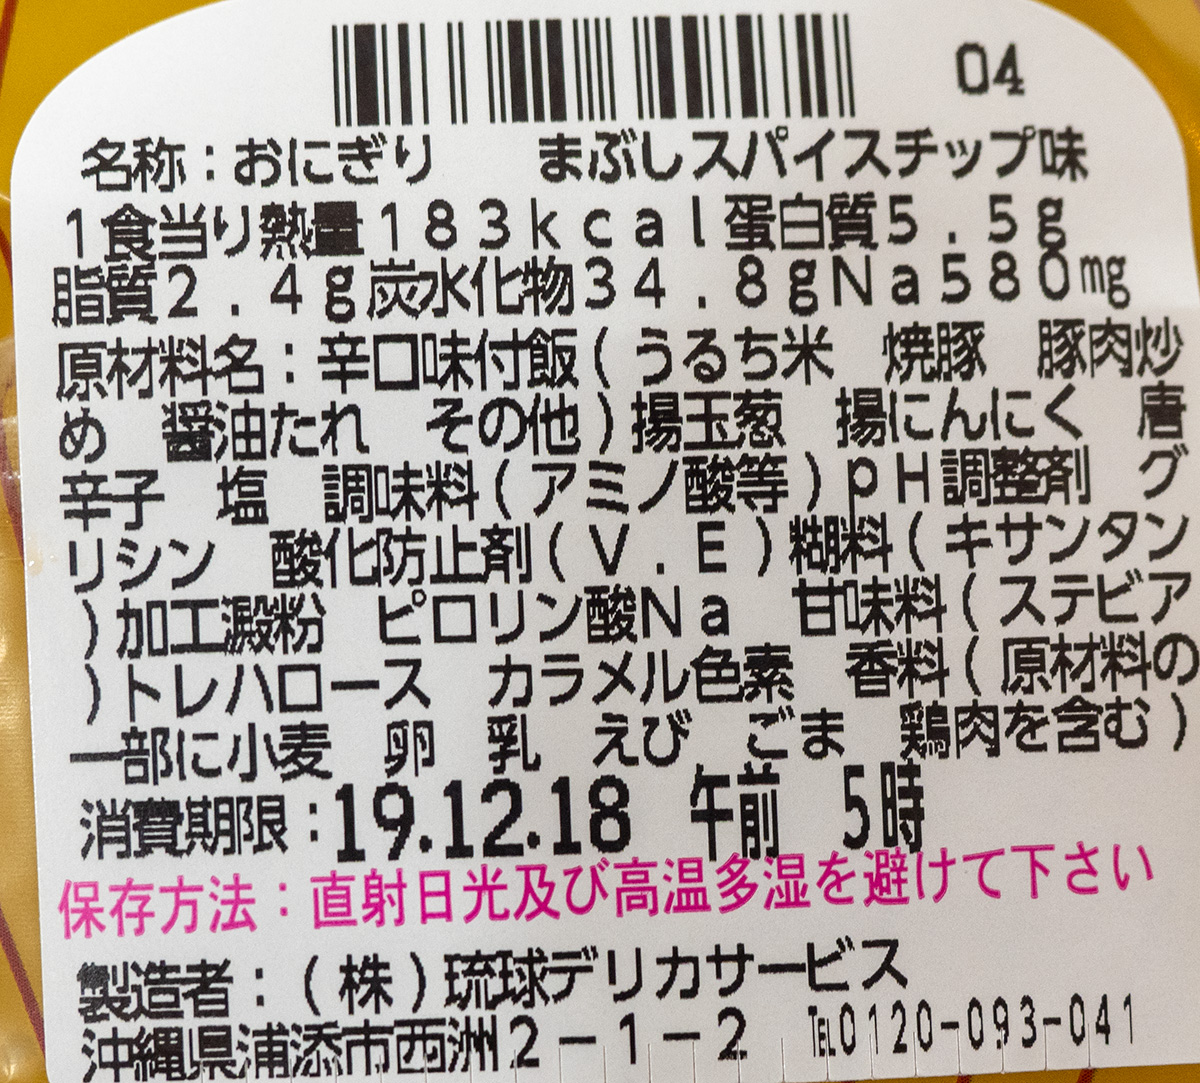 04
名称：おにぎり　　まぶしスパイスチップ味
1食当り熱量183kcal蛋白質5.5g
脂質2.4g炭水化物34.8gNa580mg
原材料名：辛口味付飯(うるち米　焼豚　豚肉炒
め　醤油たれ　その他)揚玉葱　揚にんにく　唐
辛子　塩　調味料(アミノ酸等)pH調整剤　グ
リシン　酸化防止剤(V.E)糊料(キサンタン
)加工澱粉　ピロリン酸Na　甘味料(ステビア
)トレハロース　カラメル色素　香料(原材料の
一部に小麦　卵　乳　えび　ごま　鶏肉を含む)
消費期限：19.12.18　午前　5時
保存方法：直射日光及び高温多湿を避けて下さい
製造者：(株)琉球デリカサービス
沖縄県浦添市西洲2-1-2　℡0120-093-041